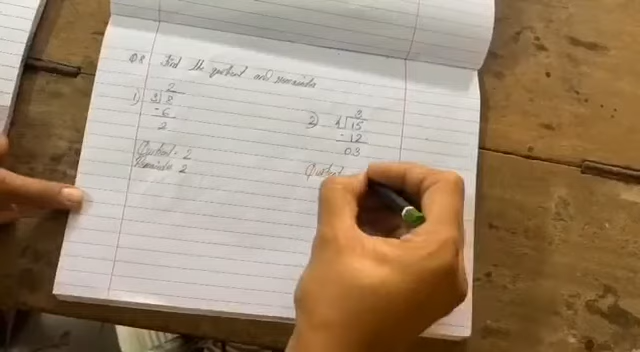 Q.2 Find the quotient and remainder
1) 2
3)8
-6
2
Quotient - 2
Remainder 2
2) 3
4)15
-12
03
Quotient